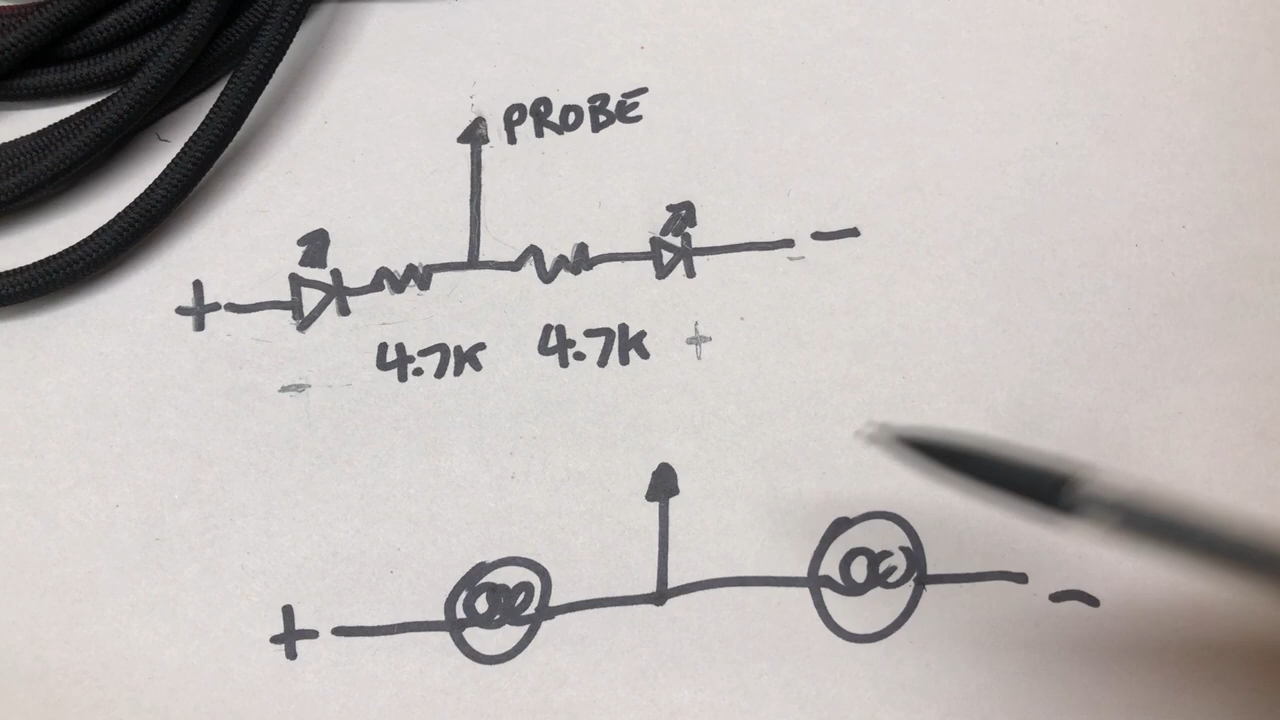 PROBE
+ −
4.7K 4.7K +
−
+ −